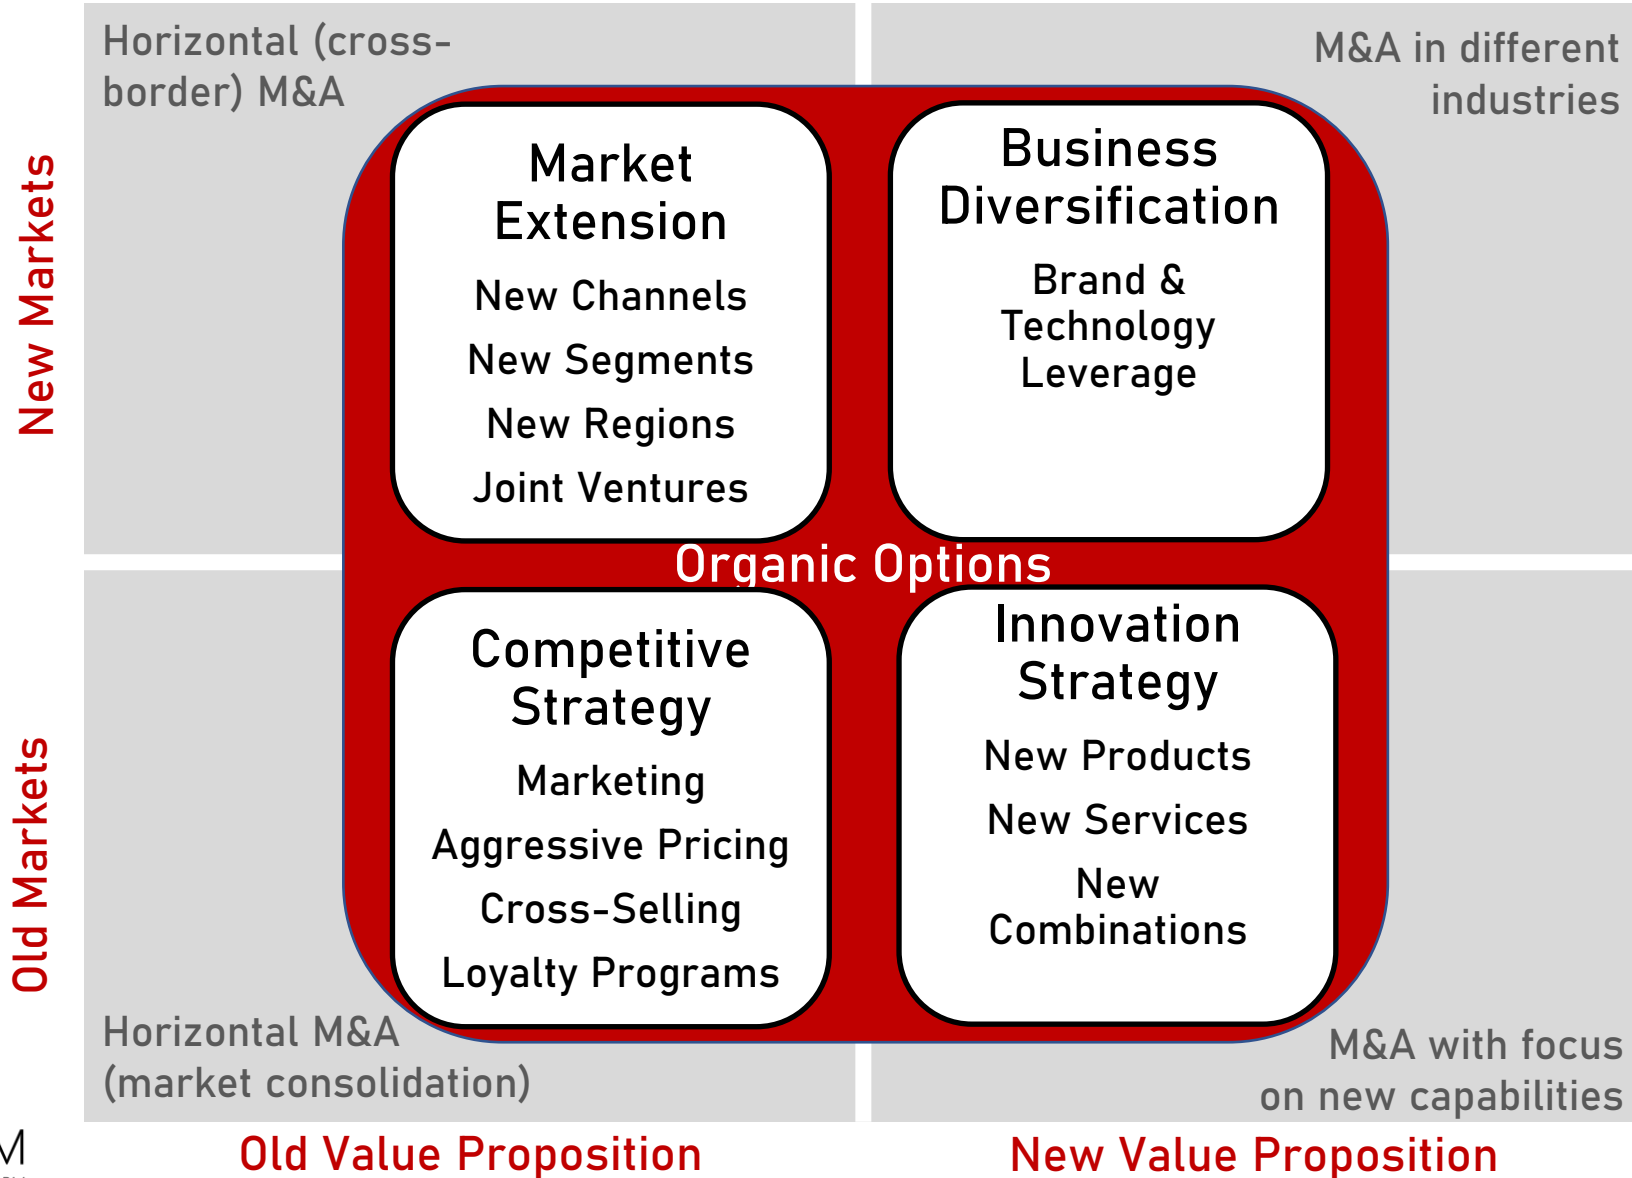 Horizontal (cross-
border) M&A
M&A in different
industries
New Markets
Market
Extension
New Channels
New Segments
New Regions
Joint Ventures
Business
Diversification
Brand &
Technology
Leverage
Organic Options
Old Markets
Competitive
Strategy
Marketing
Aggressive Pricing
Cross-Selling
Loyalty Programs
Innovation
Strategy
New Products
New Services
New
Combinations
Horizontal M&A
(market consolidation)
M&A with focus
on new capabilities
Old Value Proposition
New Value Proposition